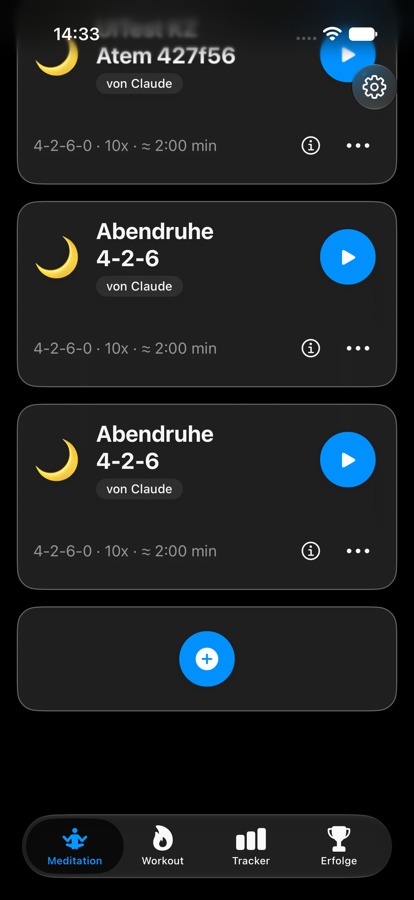 14:33
UITest KZ
Atem 427f56
von Claude
4-2-6-0 · 10x · ≈ 2:00 min
Abendruhe
4-2-6
von Claude
4-2-6-0 · 10x · ≈ 2:00 min
Abendruhe
4-2-6
von Claude
4-2-6-0 · 10x · ≈ 2:00 min
Meditation
Workout
Tracker
Erfolge